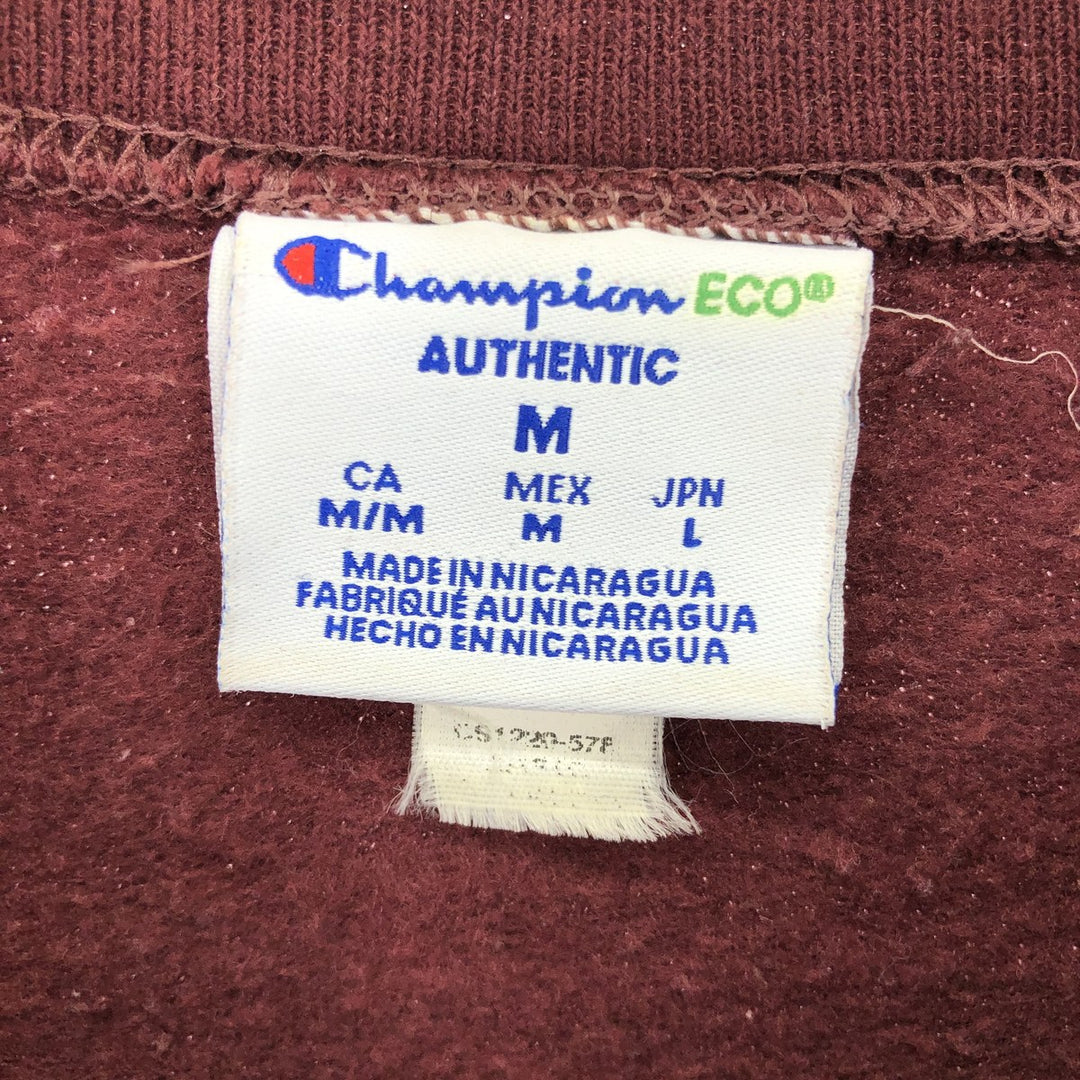 Champion ECO
AUTHENTIC
M
CA MEX JPN
M/M M L
MADE IN NICARAGUA
FABRIQUÉ AU NICARAGUA
HECHO EN NICARAGUA